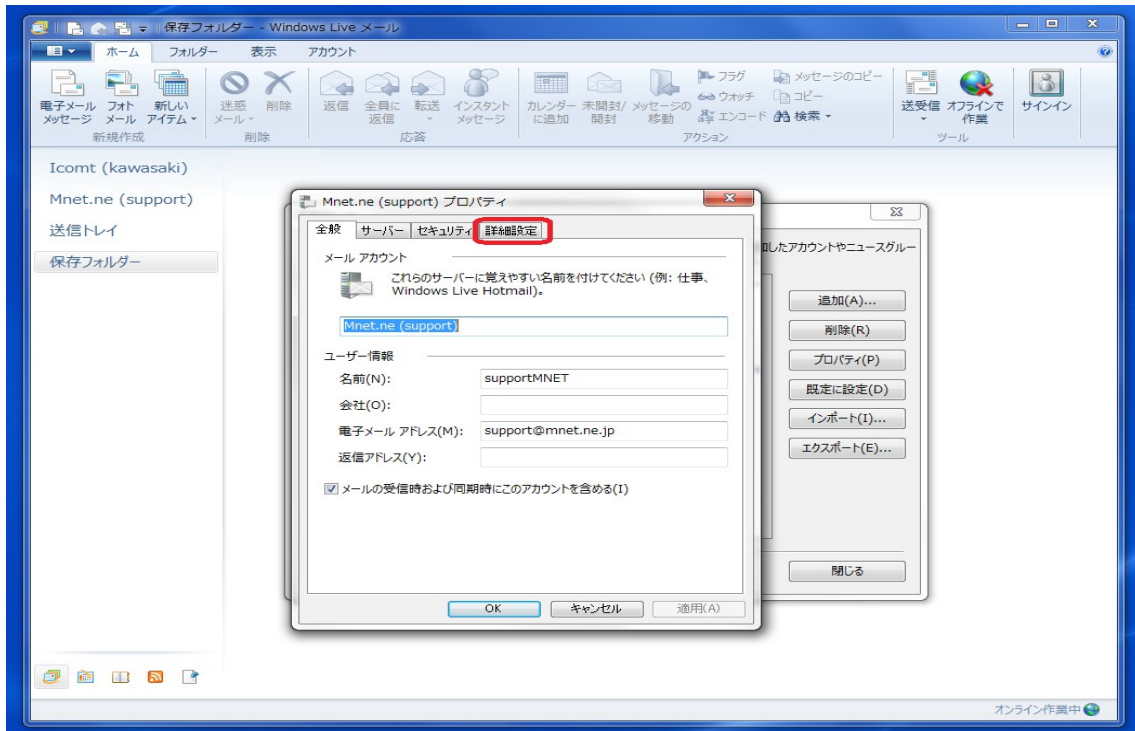 保存フォルダー - Windows Live メール
ホーム フォルダー 表示 アカウント
電子メール メッセージ
フォト メール
新しい アイテム
新規作成
迷惑 メール
削除
削除
返信
全員に 返信
転送
インスタント メッセージ
応答
カレンダー に追加
未開封/ 開封
メッセージの 移動
フラグ
ウォッチ
エンコード
メッセージのコピー
コピー
検索
アクション
送受信
オフラインで 作業
ツール
サインイン
Icomt (kawasaki)
Mnet.ne (support)
送信トレイ
保存フォルダー
Mnet.ne (support) プロパティ
全般 サーバー セキュリティ 詳細設定
メール アカウント
これらのサーバーに覚えやすい名前を付けてください (例: 仕事、
Windows Live Hotmail)。
Mnet.ne (support)
ユーザー情報
名前(N): supportMNET
会社(O):
電子メール アドレス(M): support@mnet.ne.jp
返信アドレス(Y):
メールの受信時および同期時にこのアカウントを含める(I)
OK キャンセル 適用(A)
したアカウントやニュースグルー
追加(A)...
削除(R)
プロパティ(P)
既定に設定(D)
インポート(I)...
エクスポート(E)...
閉じる
オンライン作業中